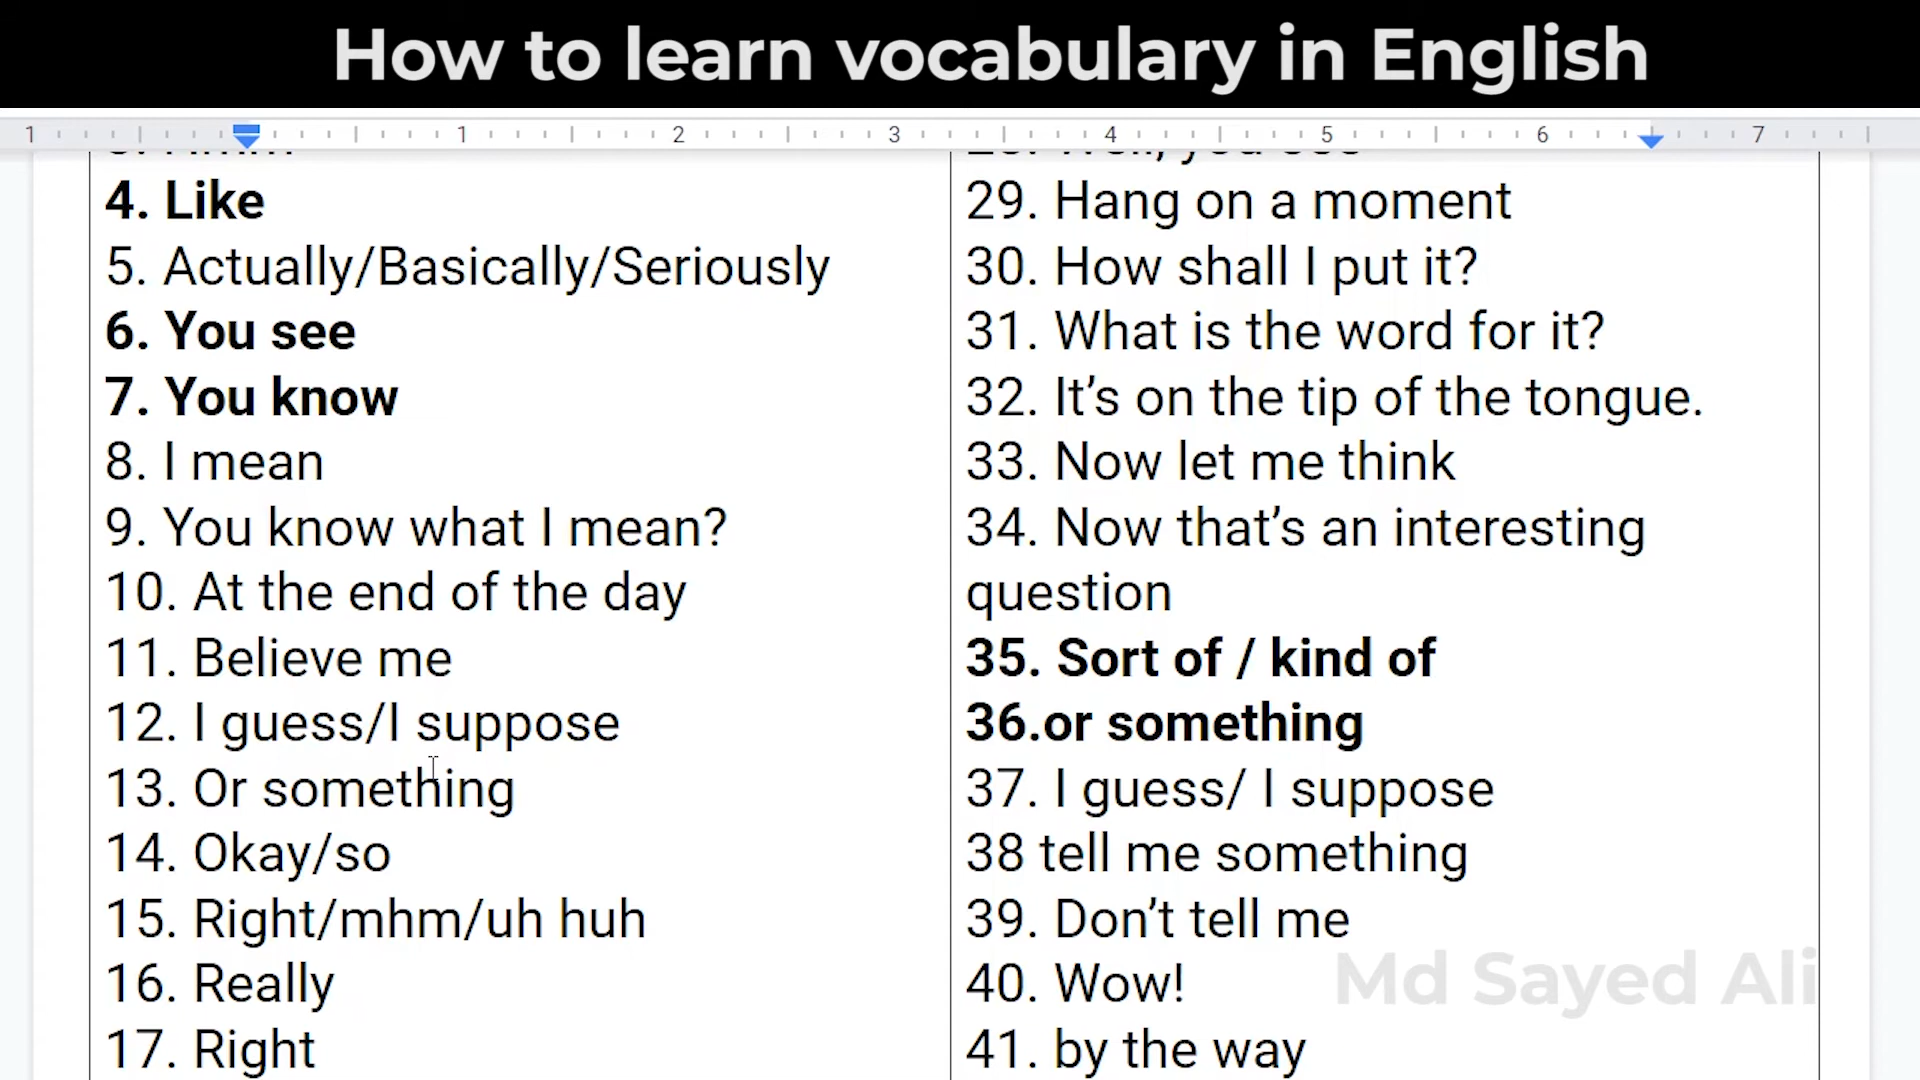 How to learn vocabulary in English
1 1 2 3 4 5 6 7
4. Like
5. Actually/Basically/Seriously
6. You see
7. You know
8. I mean
9. You know what I mean?
10. At the end of the day
11. Believe me
12. I guess/I suppose
13. Or something
14. Okay/so
15. Right/mhm/uh huh
16. Really
17. Right
29. Hang on a moment
30. How shall I put it?
31. What is the word for it?
32. It’s on the tip of the tongue.
33. Now let me think
34. Now that’s an interesting
question
35. Sort of / kind of
36.or something
37. I guess/ I suppose
38 tell me something
39. Don’t tell me
40. Wow!
41. by the way
Md Sayed Ali